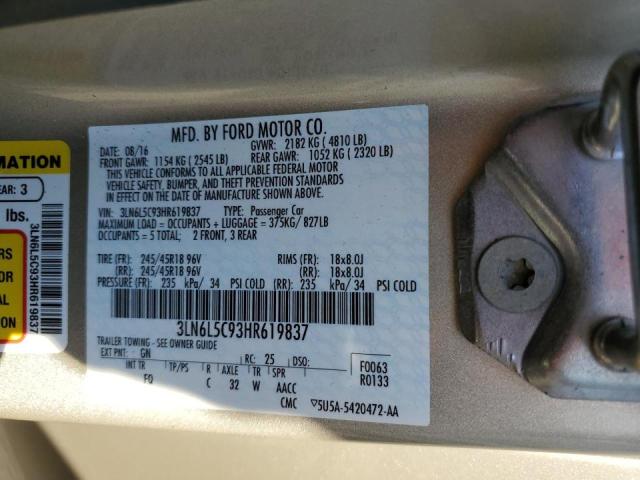 MFD. BY FORD MOTOR CO.
DATE: 08/16 GVWR: 2182 KG ( 4810 LB)
FRONT GAWR: 1154 KG ( 2545 LB) REAR GAWR: 1052 KG ( 2320 LB)
THIS VEHICLE CONFORMS TO ALL APPLICABLE FEDERAL MOTOR
VEHICLE SAFETY, BUMPER, AND THEFT PREVENTION STANDARDS
IN EFFECT ON THE DATE OF MANUFACTURE SHOWN ABOVE.
VIN: 3LN6L5C93HR619837 TYPE: Passenger Car
MAXIMUM LOAD = OCCUPANTS + LUGGAGE = 375KG/ 827LB
OCCUPANTS = 5 TOTAL; 2 FRONT, 3 REAR
TIRE (FR): 245/45R18 96V RIMS (FR): 18x8.0J
(RR): 245/45R18 96V (RR): 18x8.0J
PRESSURE (FR): 235 kPa/ 34 PSI COLD (RR): 235 kPa/ 34 PSI COLD
3LN6L5C93HR619837
TRAILER TOWING - SEE OWNER GUIDE
EXT PNT: GN RC: 25 DSO: F0063
INT TR TP/PS R AXLE TR SPR R0133
FO C 32 W AACC
CMC ▽5U5A-5420472-AA
RMATION
EAR: 3
lbs.
ERS
OR
AL
3LN6L5C93HR619837